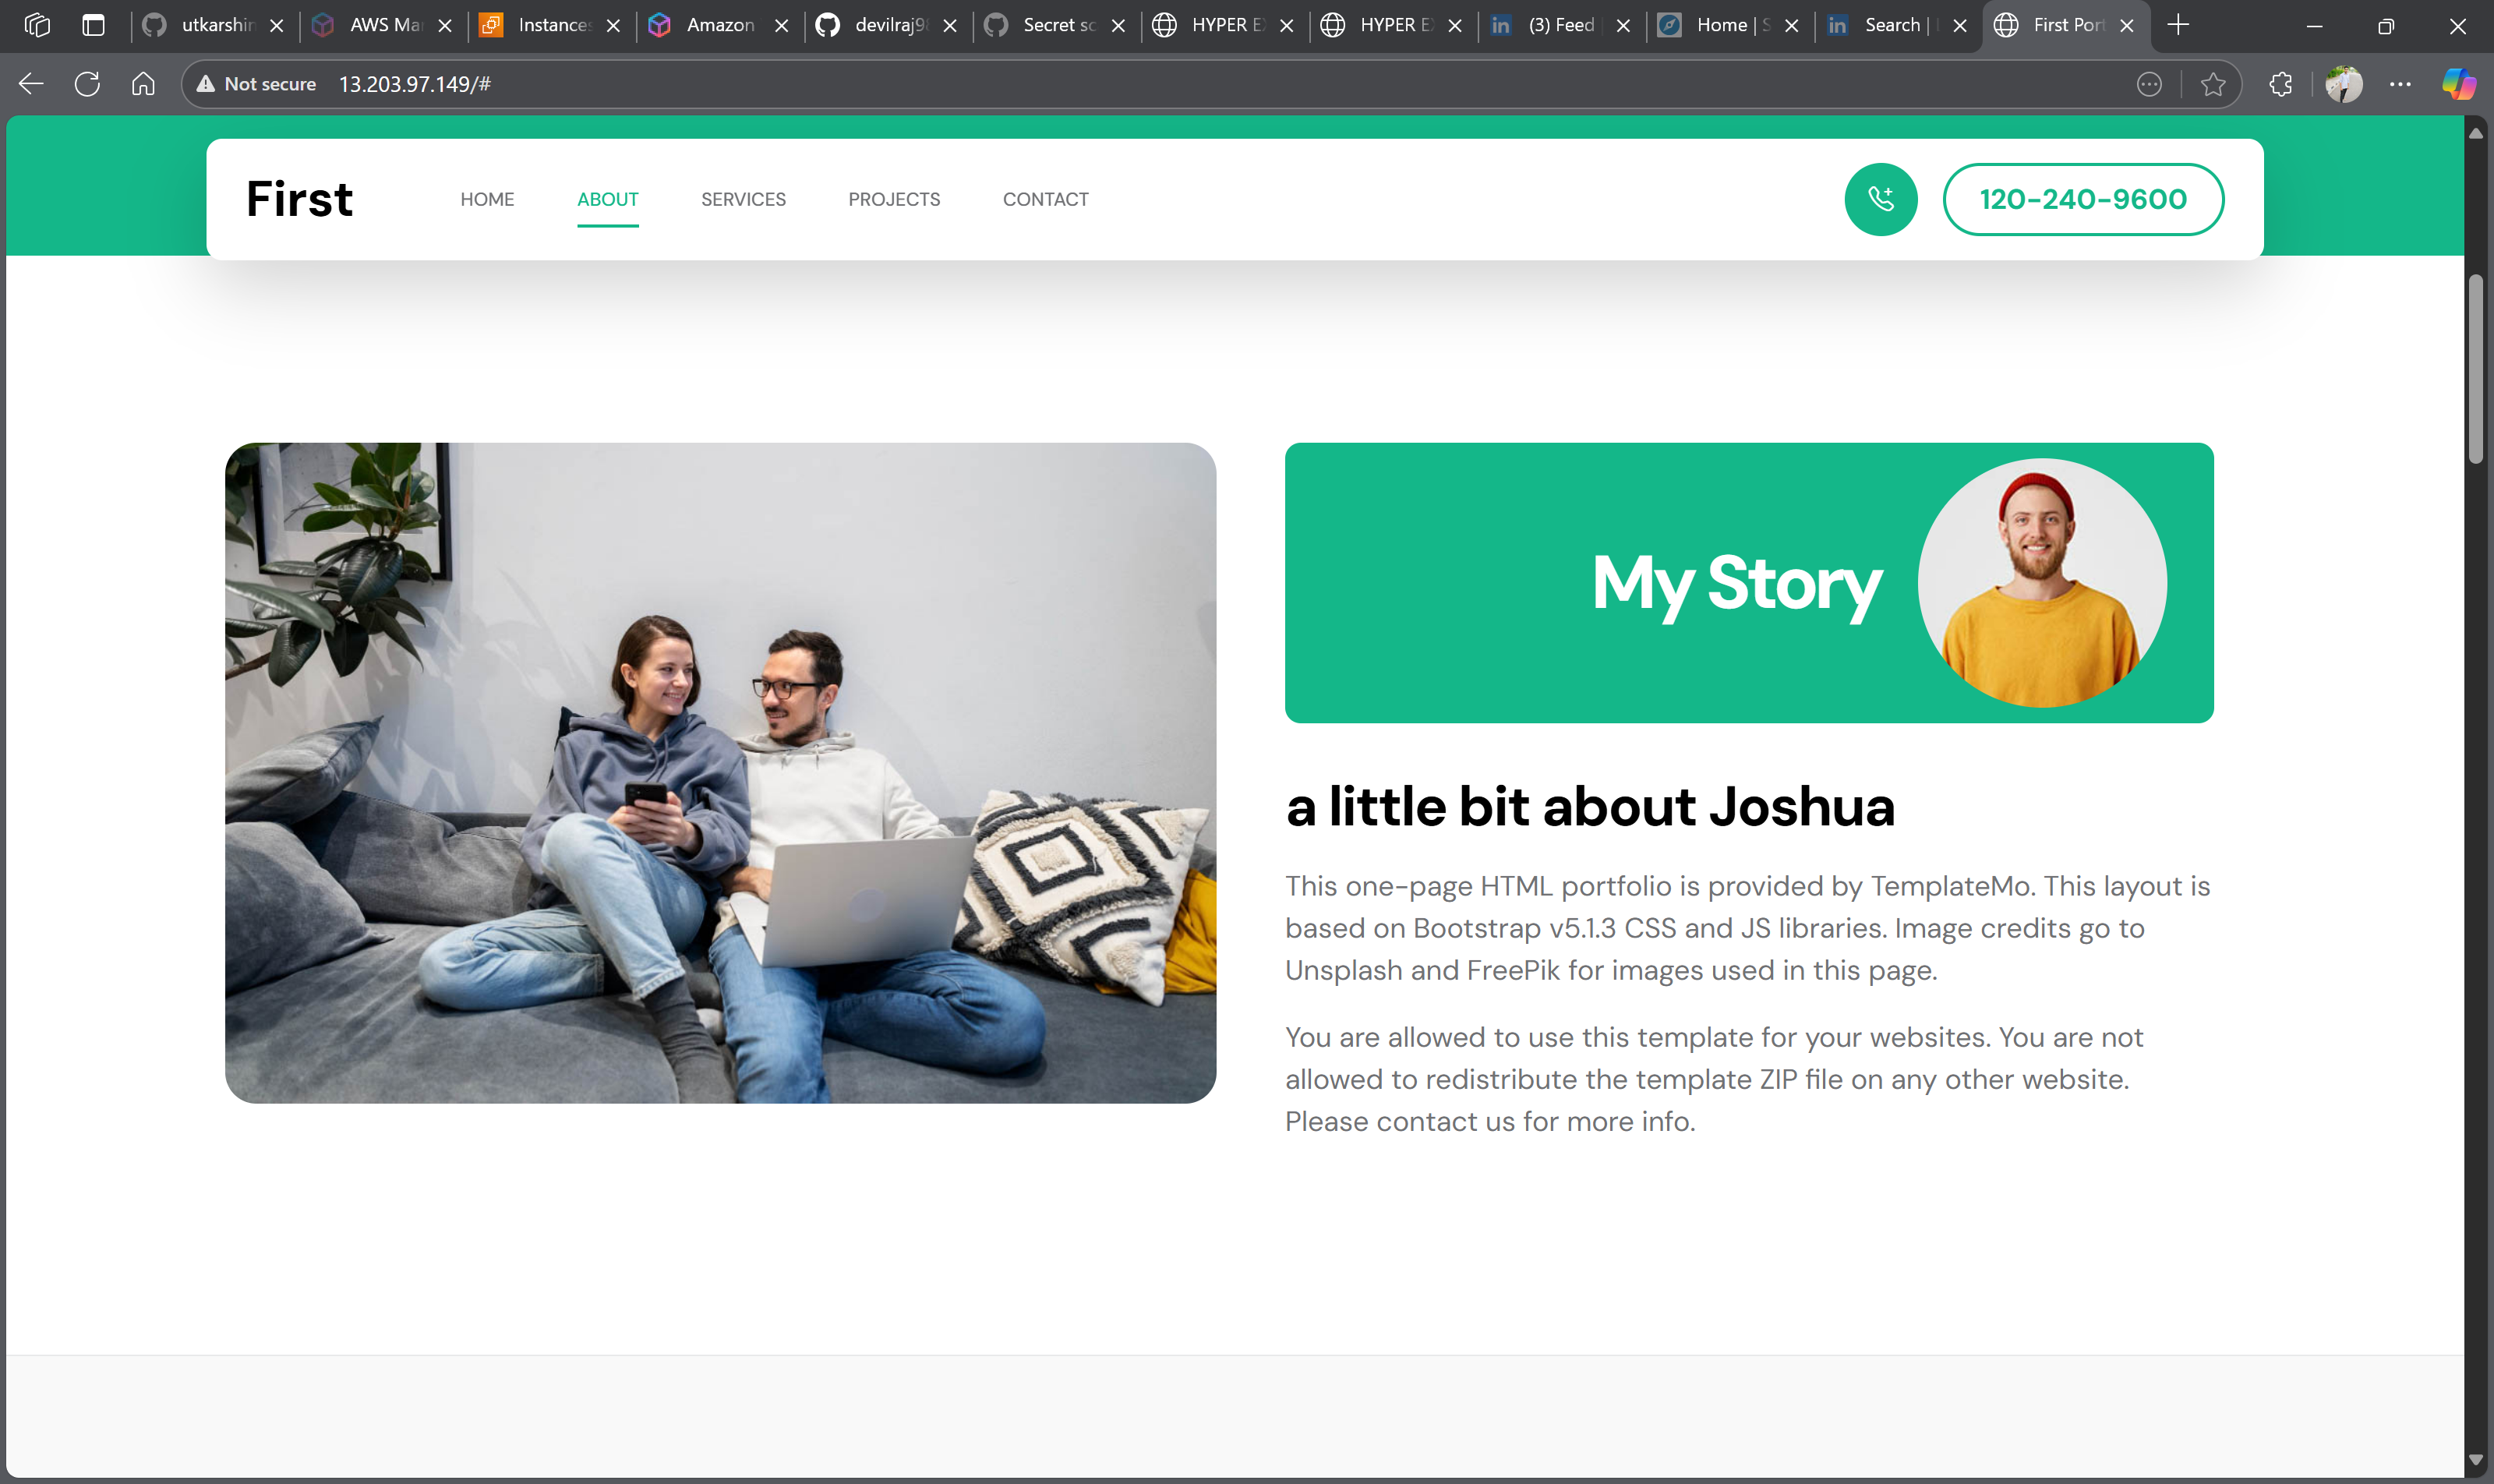 utkarshin
AWS Ma
Instances
Amazon
devilraj9
Secret sc
HYPER E
HYPER E
(3) Feed
Home | S
Search |
First Port
Not secure 13.203.97.149/#
First HOME ABOUT SERVICES PROJECTS CONTACT 120-240-9600
My Story
a little bit about Joshua
This one-page HTML portfolio is provided by TemplateMo. This layout is
based on Bootstrap v5.1.3 CSS and JS libraries. Image credits go to
Unsplash and FreePik for images used in this page.
You are allowed to use this template for your websites. You are not
allowed to redistribute the template ZIP file on any other website.
Please contact us for more info.